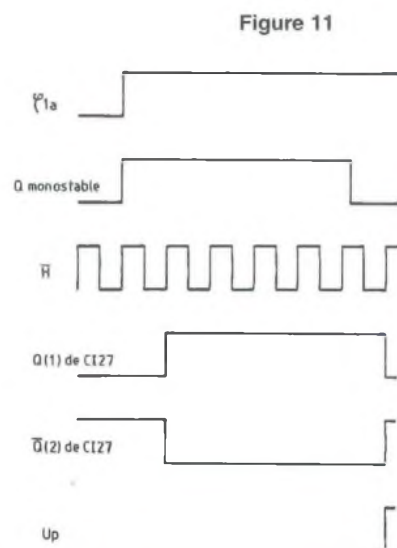 Figure 11
φ1a
Q monostable
H̅
Q(1) de CI27
Q̅(2) de CI27
Up